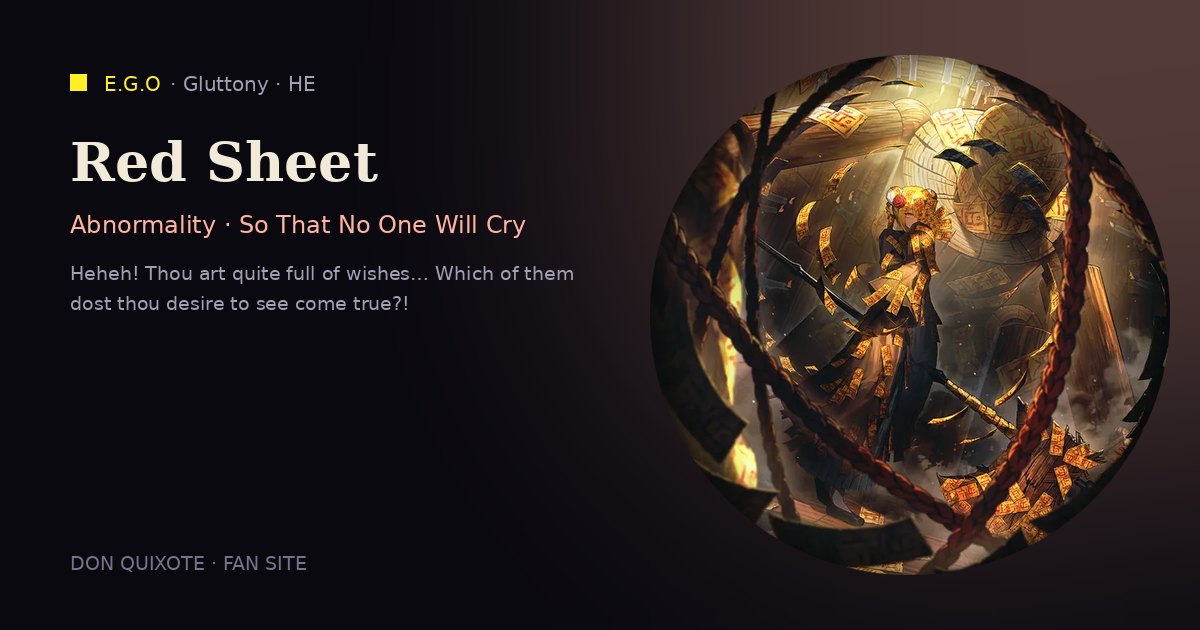 E.G.O · Gluttony · HE
Red Sheet
Abnormality · So That No One Will Cry
Heheh! Thou art quite full of wishes... Which of them
dost thou desire to see come true?!
DON QUIXOTE · FAN SITE